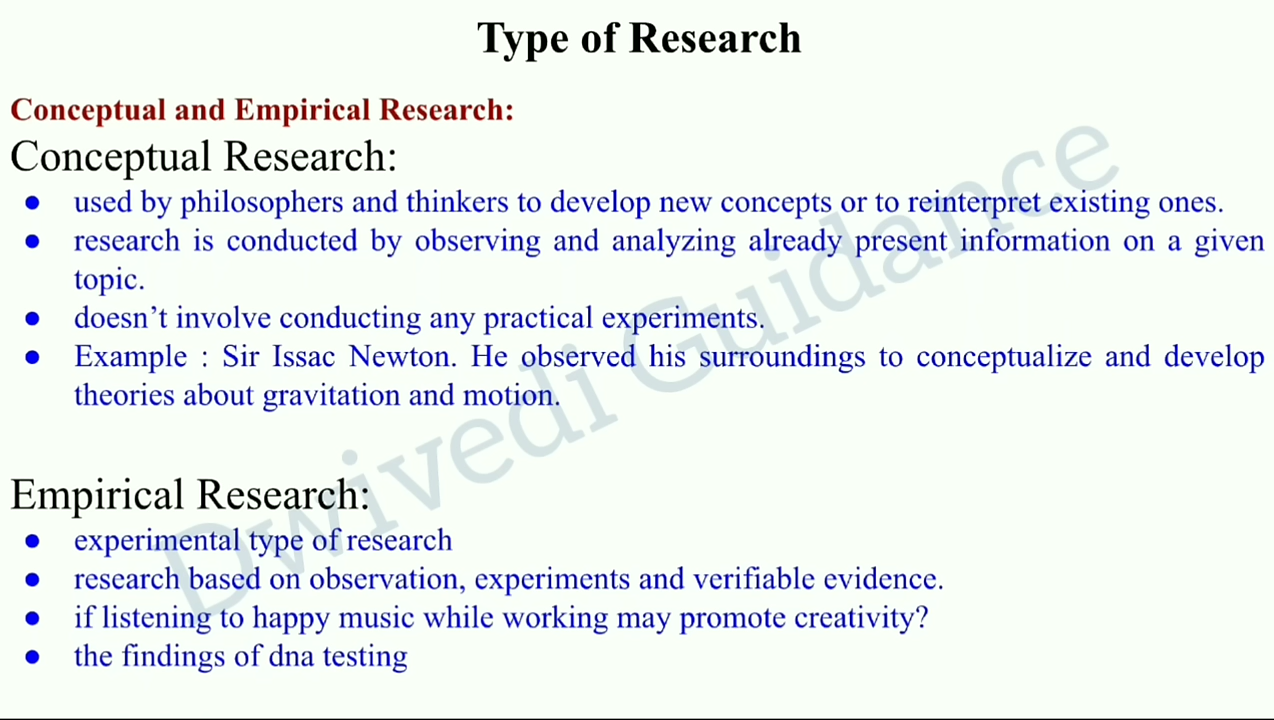 Type of Research
Conceptual and Empirical Research:
Conceptual Research:
● used by philosophers and thinkers to develop new concepts or to reinterpret existing ones.
● research is conducted by observing and analyzing already present information on a given
topic.
● doesn’t involve conducting any practical experiments.
● Example : Sir Issac Newton. He observed his surroundings to conceptualize and develop
theories about gravitation and motion.
Empirical Research:
● experimental type of research
● research based on observation, experiments and verifiable evidence.
● if listening to happy music while working may promote creativity?
● the findings of dna testing
Dwivedi Guidance